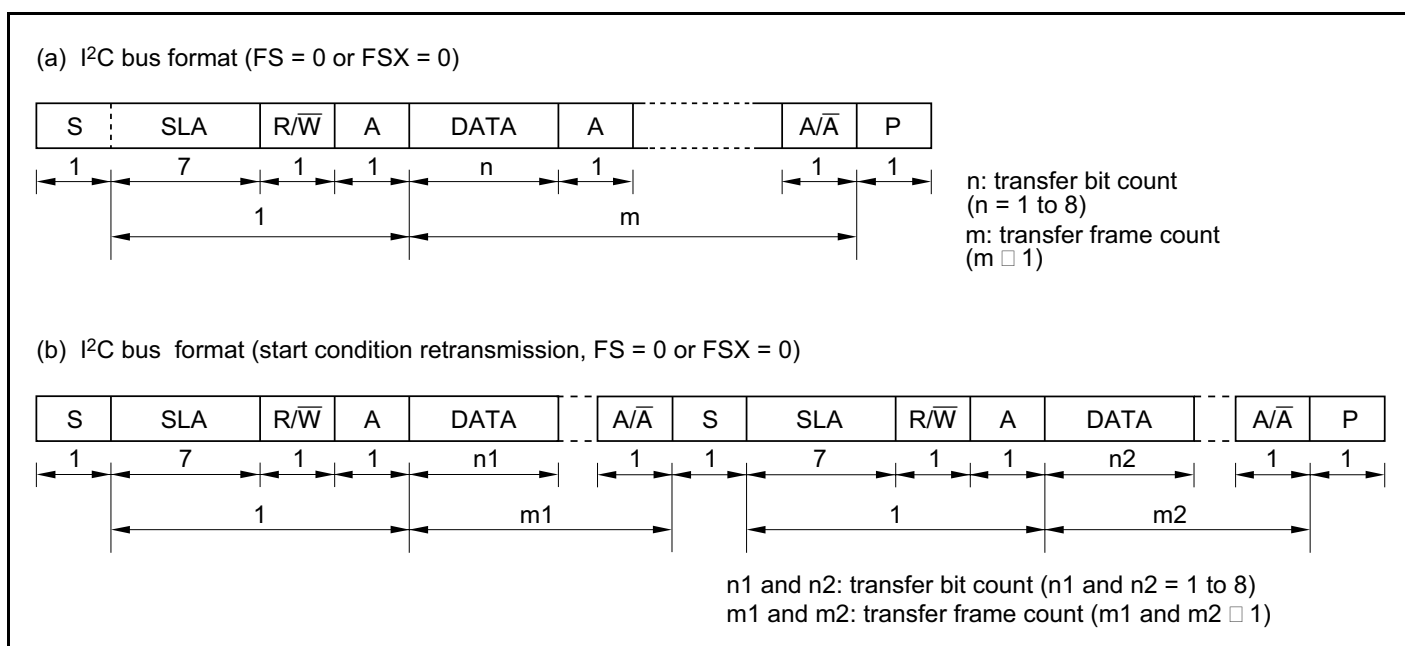 (a) I²C bus format (FS = 0 or FSX = 0)
S SLA R/W̅ A DATA A A/A̅ P
1 7 1 1 n 1 1 1
1 m
n: transfer bit count
(n = 1 to 8)
m: transfer frame count
(m □ 1)
(b) I²C bus format (start condition retransmission, FS = 0 or FSX = 0)
S SLA R/W̅ A DATA A/A̅ S SLA R/W̅ A DATA A/A̅ P
1 7 1 1 n1 1 1 7 1 1 n2 1 1
1 m1 1 m2
n1 and n2: transfer bit count (n1 and n2 = 1 to 8)
m1 and m2: transfer frame count (m1 and m2 □ 1)